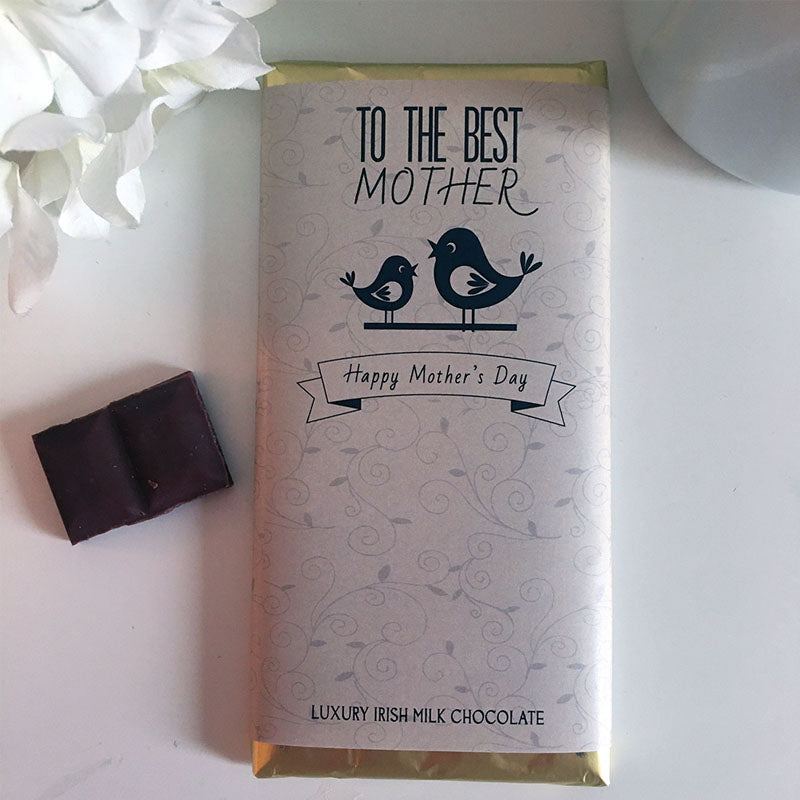 TO THE BEST
MOTHER
Happy Mother's Day
LUXURY IRISH MILK CHOCOLATE